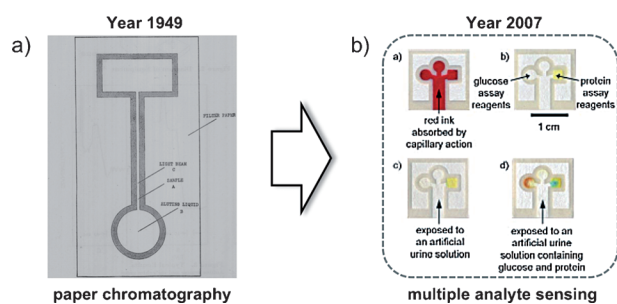 Year 1949
a)
FILTER PAPER
LIGHT BEAM
C
SAMPLE
A
ELUTING LIQUID
B
paper chromatography
Year 2007
b)
a)
red ink
absorbed by
capillary action
b)
glucose
assay
reagents
protein
assay
reagents
1 cm
c)
exposed to
an artificial
urine solution
d)
exposed to an
artificial urine
solution containing
glucose and protein
multiple analyte sensing